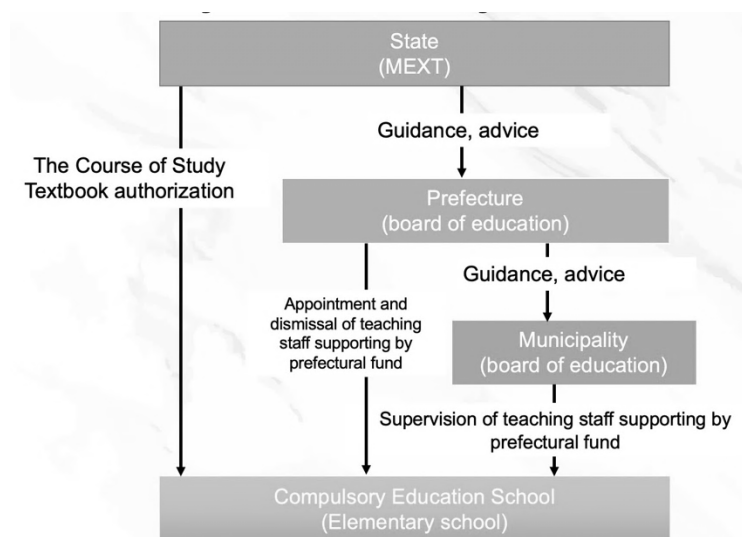 State
(MEXT)
Guidance, advice
The Course of Study
Textbook authorization
Prefecture
(board of education)
Guidance, advice
Appointment and
dismissal of teaching
staff supporting by
prefectural fund
Municipality
(board of education)
Supervision of teaching staff supporting by
prefectural fund
Compulsory Education School
(Elementary school)